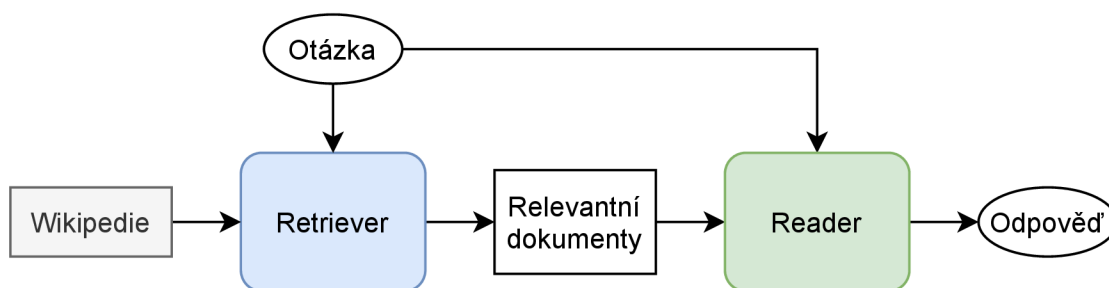 Otázka
Wikipedie
Retriever
Relevantní
dokumenty
Reader
Odpověď